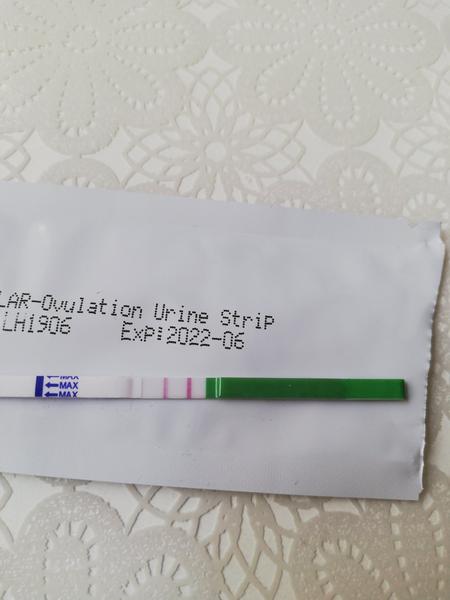 LAR-Ovulation Urine Strip
LH1906 Exp:2022-06
MAX
MAX
MAX